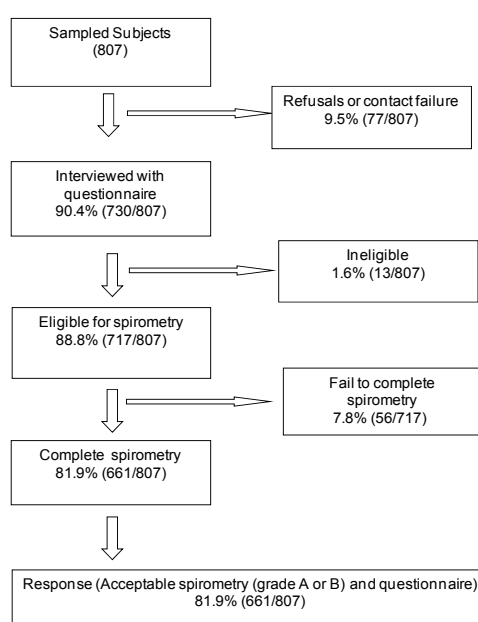 Sampled Subjects
(807)
Refusals or contact failure
9.5% (77/807)
Interviewed with
questionnaire
90.4% (730/807)
Ineligible
1.6% (13/807)
Eligible for spirometry
88.8% (717/807)
Fail to complete
spirometry
7.8% (56/717)
Complete spirometry
81.9% (661/807)
Response (Acceptable spirometry (grade A or B) and questionnaire)
81.9% (661/807)